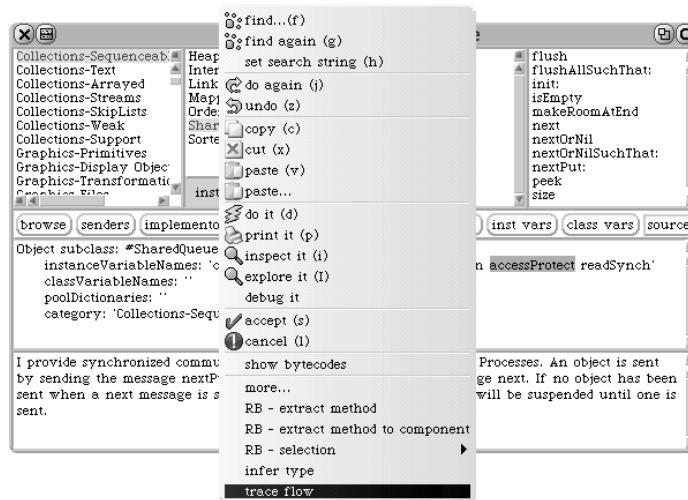 e
Collections-Sequenceabl
Collections-Text
Collections-Arrayed
Collections-Streams
Collections-SkipLists
Collections-Weak
Collections-Support
Graphics-Primitives
Graphics-Display Objec
Graphics-Transformatio
Graphics-Files
Heap
Inter
Link
Mapp
Orde
Shar
Sorte
inst
flush
flushAllSuchThat:
init:
isEmpty
makeRoomAtEnd
next
nextOrNil
nextOrNilSuchThat:
nextPut:
peek
size
browse senders implemento inst vars class vars source
Object subclass: #SharedQueue
instanceVariableNames: 'c n accessProtect readSynch'
classVariableNames: ''
poolDictionaries: ''
category: 'Collections-Sequ
I provide synchronized commu Processes. An object is sent
by sending the message nextP ge next. If no object has been
sent when a next message is s will be suspended until one is
sent.
find...(f)
find again (g)
set search string (h)
do again (j)
undo (z)
copy (c)
cut (x)
paste (v)
paste...
do it (d)
print it (p)
inspect it (i)
explore it (I)
debug it
accept (s)
cancel (l)
show bytecodes
more...
RB - extract method
RB - extract method to component
RB - selection
infer type
trace flow